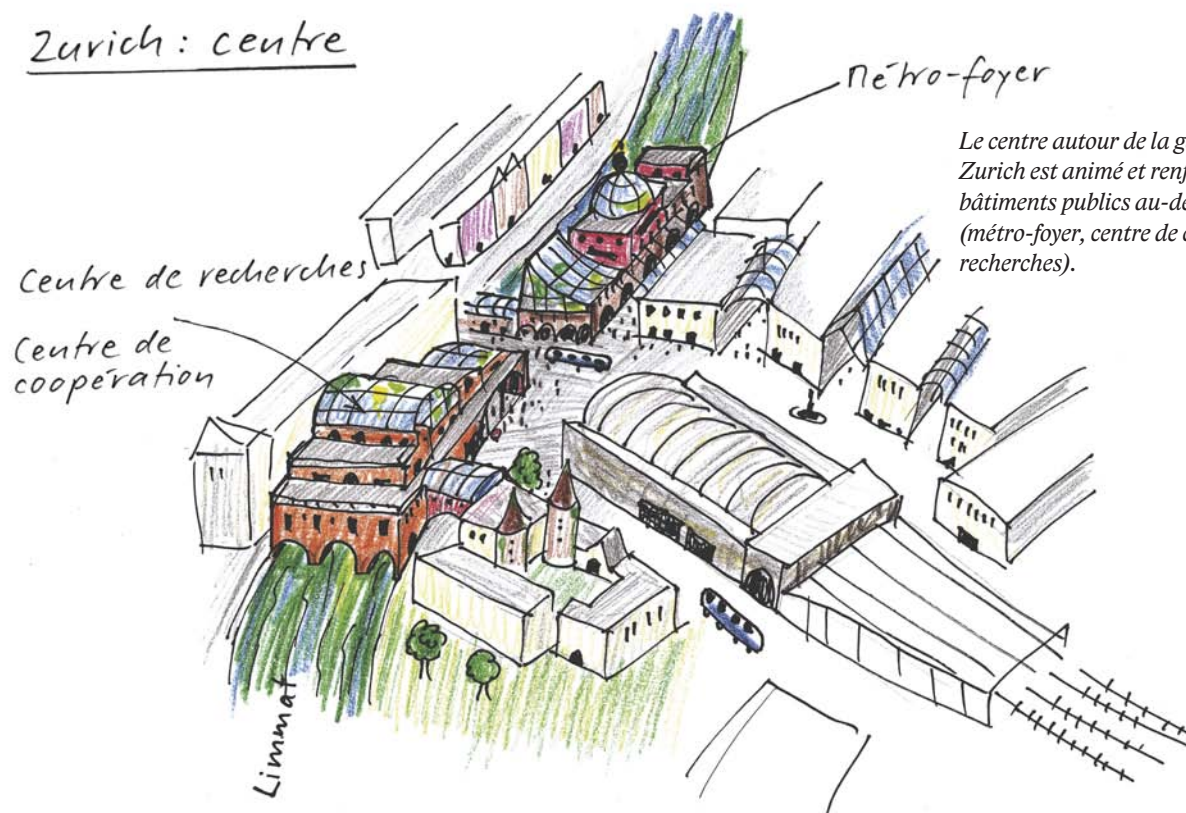 Zurich : centre
Métro-foyer
Le centre autour de la g
Zurich est animé et renf
bâtiments publics au-de
(métro-foyer, centre de c
recherches).
Centre de recherches
Centre de
coopération
Limmat